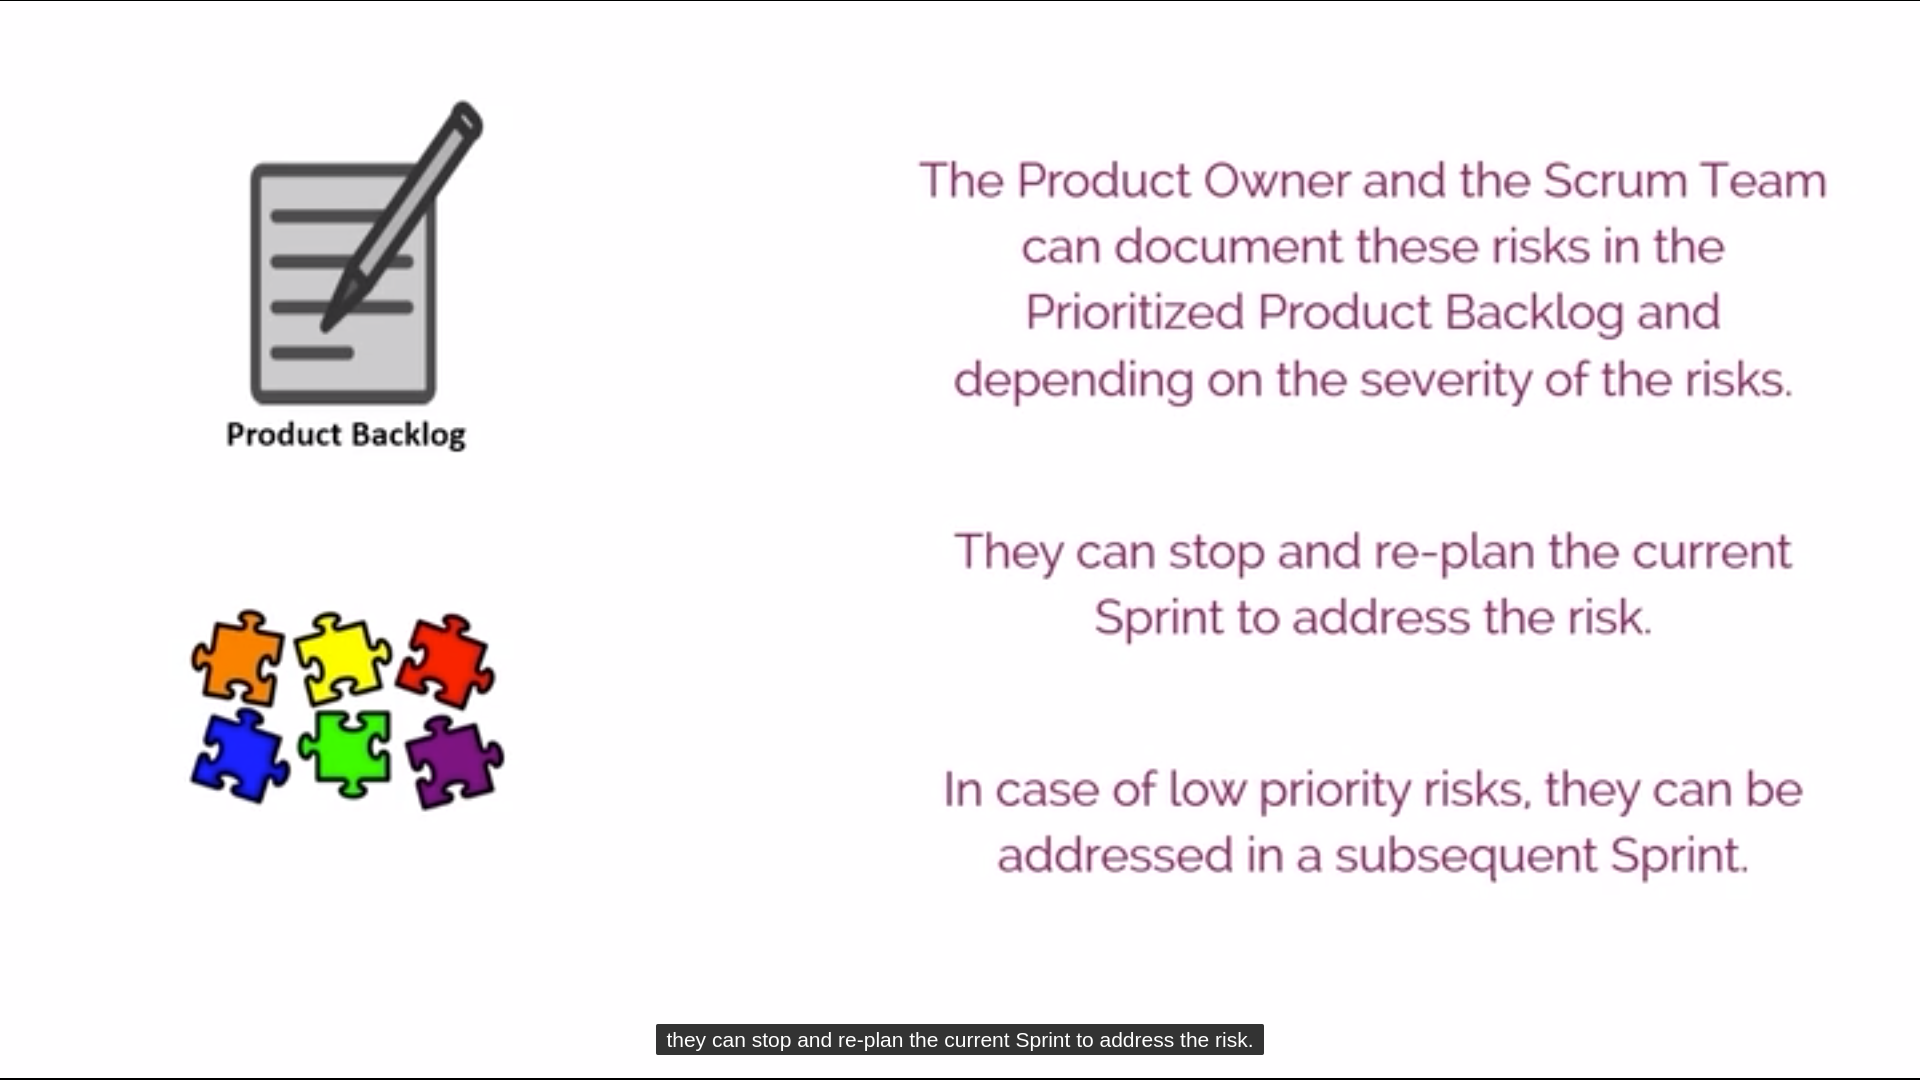 Product Backlog
The Product Owner and the Scrum Team
can document these risks in the
Prioritized Product Backlog and
depending on the severity of the risks.
They can stop and re-plan the current
Sprint to address the risk.
In case of low priority risks, they can be
addressed in a subsequent Sprint.
they can stop and re-plan the current Sprint to address the risk.